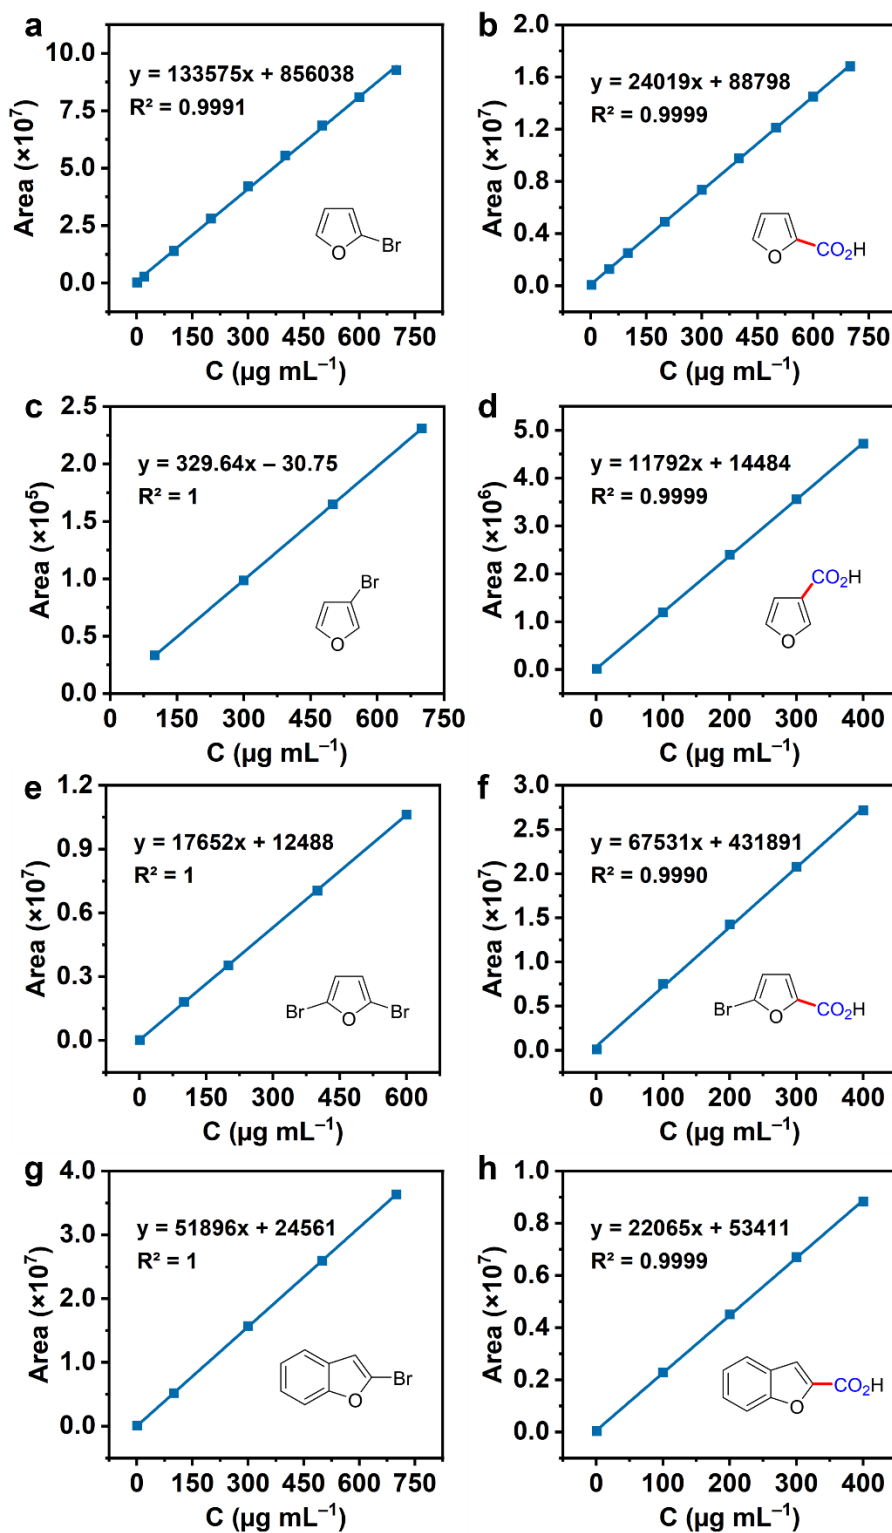 a
10.0
7.5
5.0
2.5
0.0
Area (×10⁷)
y = 133575x + 856038
R² = 0.9991
O
Br
0 150 300 450 600 750
C (µg mL⁻¹)
b
2.0
1.6
1.2
0.8
0.4
0.0
Area (×10⁷)
y = 24019x + 88798
R² = 0.9999
O
CO₂H
0 150 300 450 600 750
C (µg mL⁻¹)
c
2.5
2.0
1.5
1.0
0.5
0.0
Area (×10⁵)
y = 329.64x – 30.75
R² = 1
Br
O
0 150 300 450 600 750
C (µg mL⁻¹)
d
5.0
4.0
3.0
2.0
1.0
0.0
Area (×10⁶)
y = 11792x + 14484
R² = 0.9999
CO₂H
O
0 100 200 300 400
C (µg mL⁻¹)
e
1.2
0.9
0.6
0.3
0.0
Area (×10⁷)
y = 17652x + 12488
R² = 1
Br O Br
0 150 300 450 600
C (µg mL⁻¹)
f
3.0
2.5
2.0
1.5
1.0
0.5
0.0
Area (×10⁷)
y = 67531x + 431891
R² = 0.9990
Br O CO₂H
0 100 200 300 400
C (µg mL⁻¹)
g
4.0
3.0
2.0
1.0
0.0
Area (×10⁷)
y = 51896x + 24561
R² = 1
Br
O
0 150 300 450 600 750
C (µg mL⁻¹)
h
1.0
0.8
0.6
0.4
0.2
0.0
Area (×10⁷)
y = 22065x + 53411
R² = 0.9999
CO₂H
O
0 100 200 300 400
C (µg mL⁻¹)